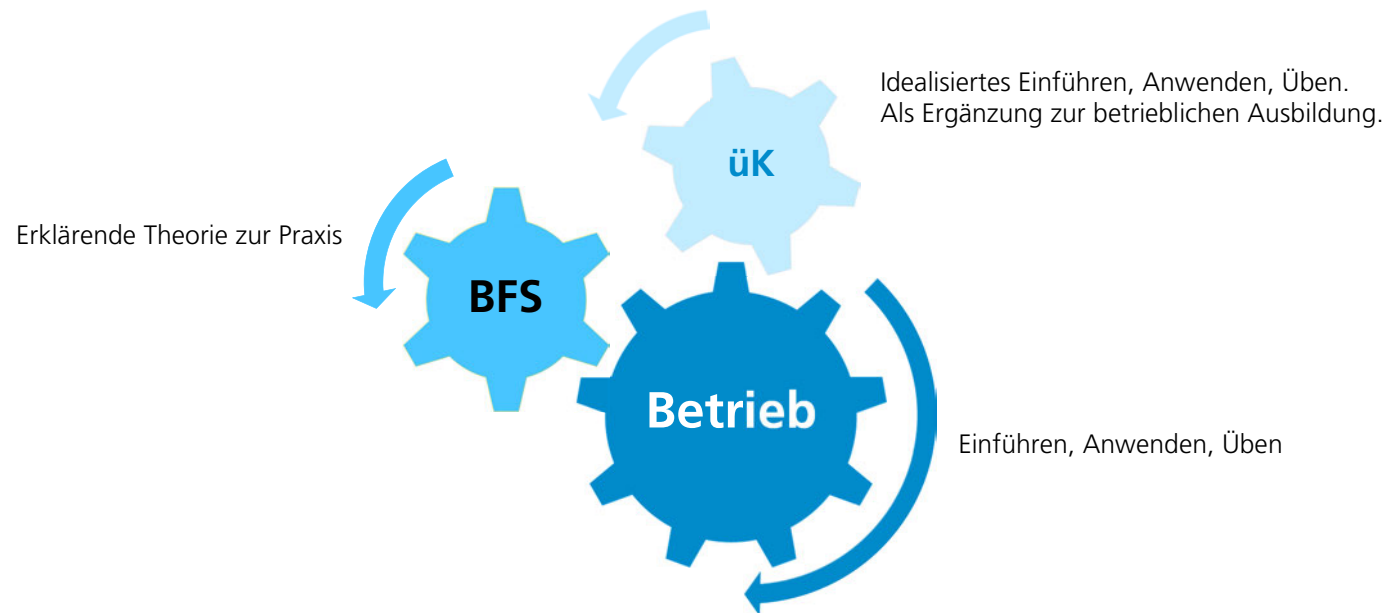 Idealisiertes Einführen, Anwenden, Üben.
Als Ergänzung zur betrieblichen Ausbildung.
üK
Erklärende Theorie zur Praxis
BFS
Betrieb
Einführen, Anwenden, Üben